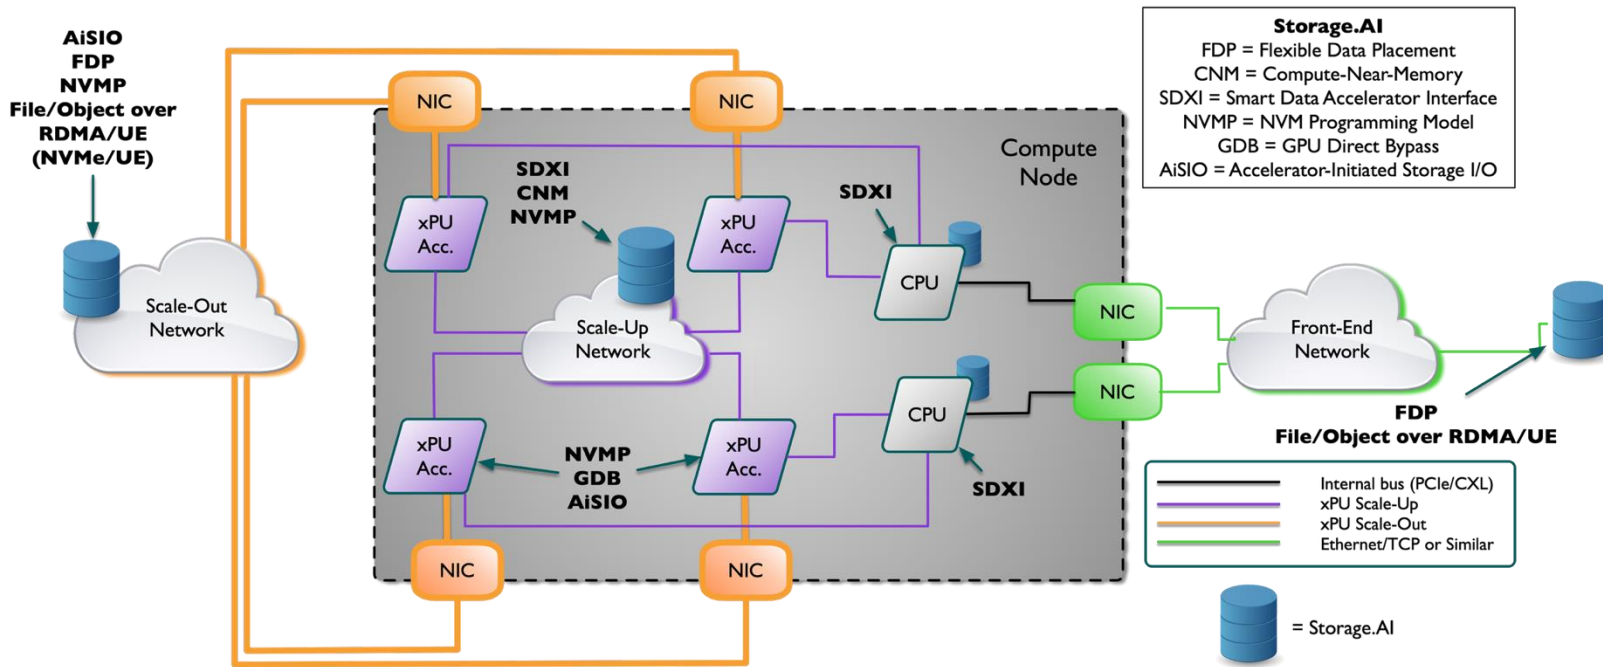 AiSIO
FDP
NVMP
File/Object over
RDMA/UE
(NVMe/UE)
Scale-Out
Network
NIC
NIC
Compute
Node
xPU
Acc.
SDXI
CNM
NVMP
xPU
Acc.
SDXI
CPU
Scale-Up
Network
xPU
Acc.
NVMP
GDB
AiSIO
xPU
Acc.
CPU
SDXI
NIC
NIC
NIC
NIC
Front-End
Network
Storage.AI
FDP = Flexible Data Placement
CNM = Compute-Near-Memory
SDXI = Smart Data Accelerator Interface
NVMP = NVM Programming Model
GDB = GPU Direct Bypass
AiSIO = Accelerator-Initiated Storage I/O
FDP
File/Object over RDMA/UE
Internal bus (PCIe/CXL)
xPU Scale-Up
xPU Scale-Out
Ethernet/TCP or Similar
= Storage.AI